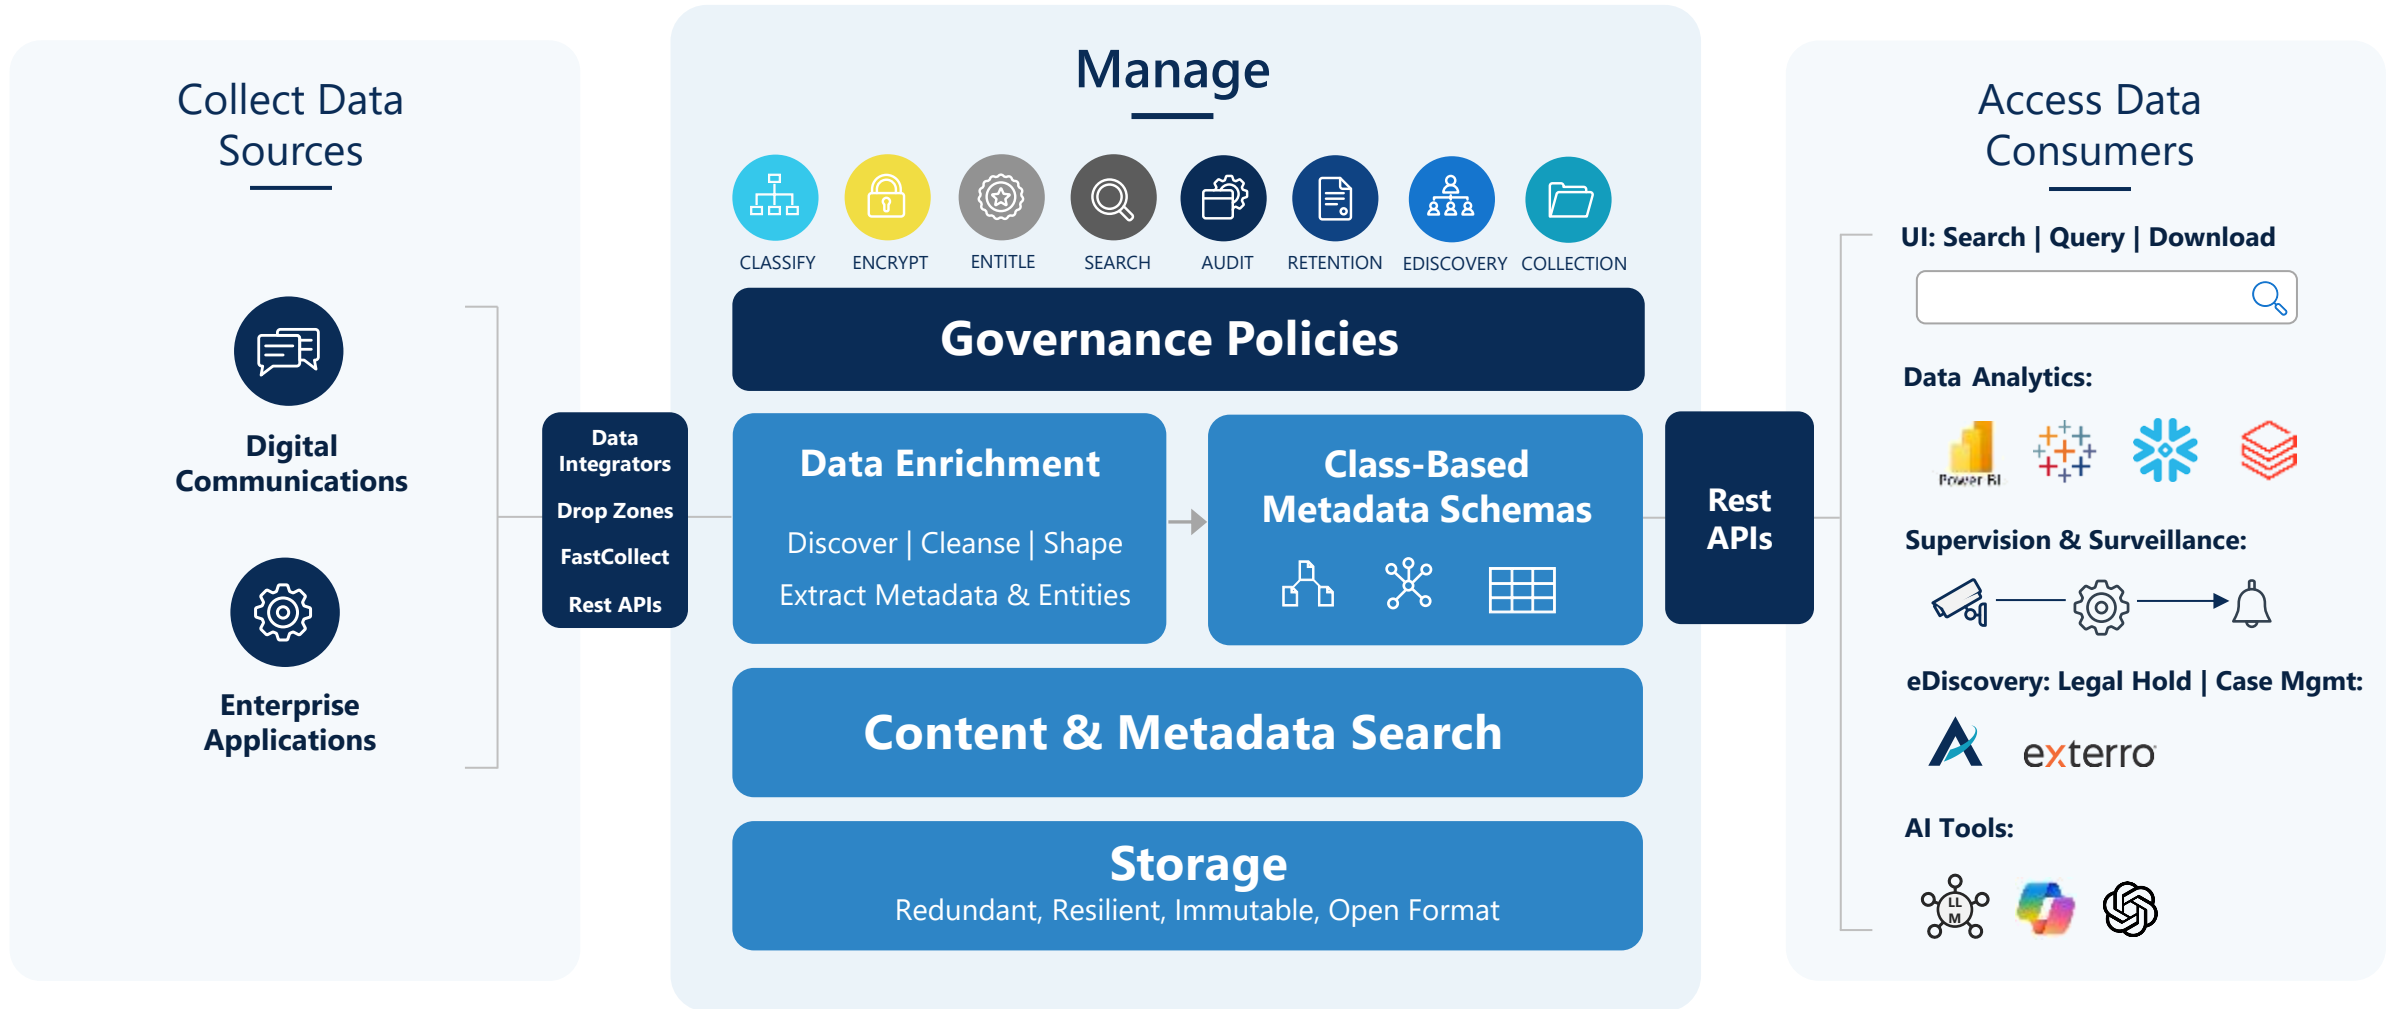 Collect Data
Sources
Digital
Communications
Enterprise
Applications
Data
Integrators
Drop Zones
FastCollect
Rest APIs
Manage
CLASSIFY
ENCRYPT
ENTITLE
SEARCH
AUDIT
RETENTION
EDISCOVERY
COLLECTION
Governance Policies
Data Enrichment
Discover | Cleanse | Shape
Extract Metadata & Entities
Class-Based
Metadata Schemas
Content & Metadata Search
Storage
Redundant, Resilient, Immutable, Open Format
Rest
APIs
Access Data
Consumers
UI: Search | Query | Download
Data Analytics:
Power BI
Supervision & Surveillance:
eDiscovery: Legal Hold | Case Mgmt:
exterro
AI Tools:
LL
M